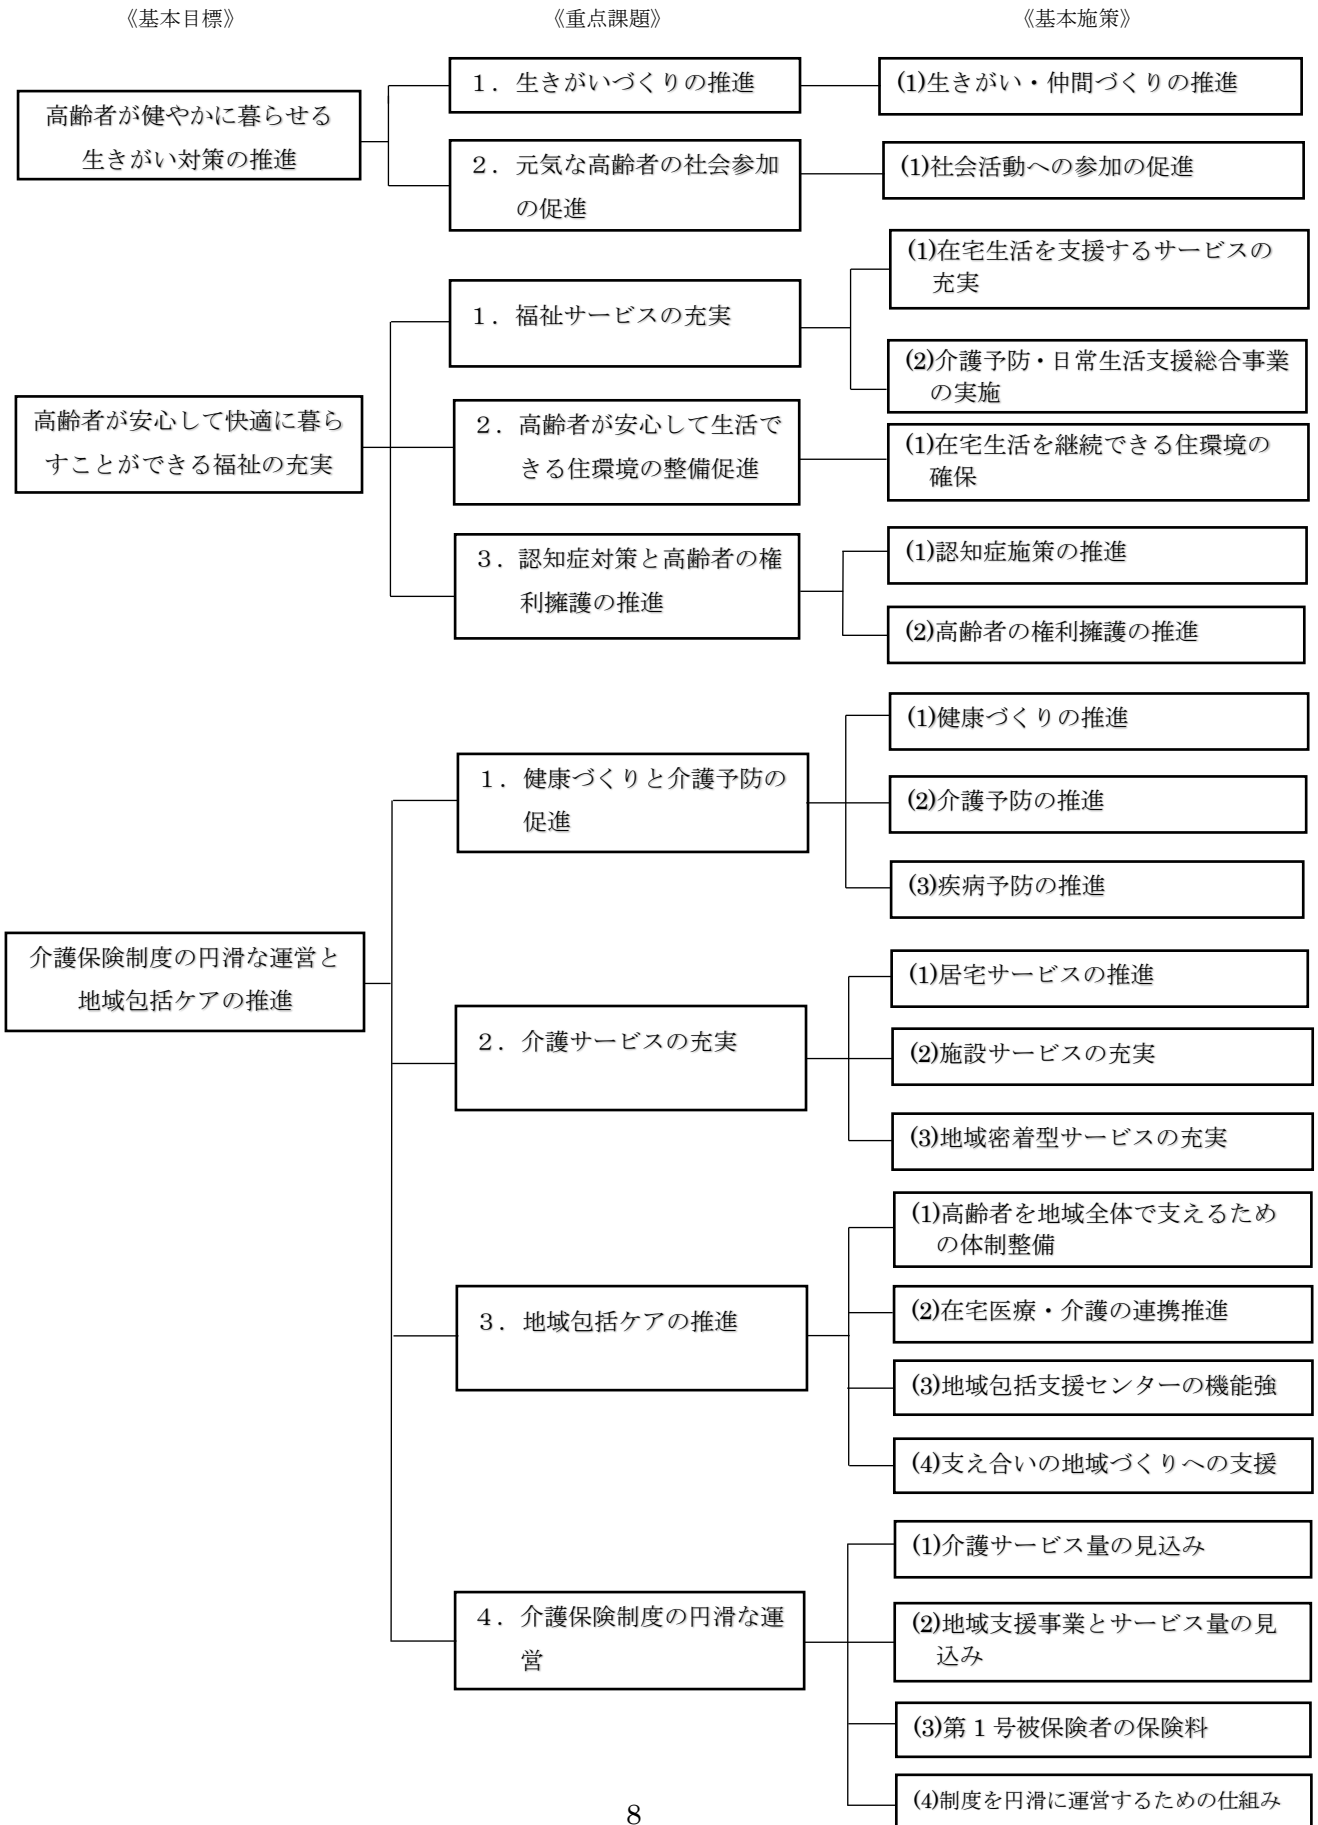 《基本目標》
《重点課題》
《基本施策》
高齢者が健やかに暮らせる
生きがい対策の推進
１．生きがいづくりの推進
(1)生きがい・仲間づくりの推進
２．元気な高齢者の社会参加
の促進
(1)社会活動への参加の促進
高齢者が安心して快適に暮ら
すことができる福祉の充実
１．福祉サービスの充実
(1)在宅生活を支援するサービスの
充実
(2)介護予防・日常生活支援総合事業
の実施
２．高齢者が安心して生活で
きる住環境の整備促進
(1)在宅生活を継続できる住環境の
確保
３．認知症対策と高齢者の権
利擁護の推進
(1)認知症施策の推進
(2)高齢者の権利擁護の推進
介護保険制度の円滑な運営と
地域包括ケアの推進
１．健康づくりと介護予防の
促進
(1)健康づくりの推進
(2)介護予防の推進
(3)疾病予防の推進
２．介護サービスの充実
(1)居宅サービスの推進
(2)施設サービスの充実
(3)地域密着型サービスの充実
３．地域包括ケアの推進
(1)高齢者を地域全体で支えるため
の体制整備
(2)在宅医療・介護の連携推進
(3)地域包括支援センターの機能強
(4)支え合いの地域づくりへの支援
４．介護保険制度の円滑な運
営
(1)介護サービス量の見込み
(2)地域支援事業とサービス量の見
込み
(3)第 1 号被保険者の保険料
(4)制度を円滑に運営するための仕組み
8